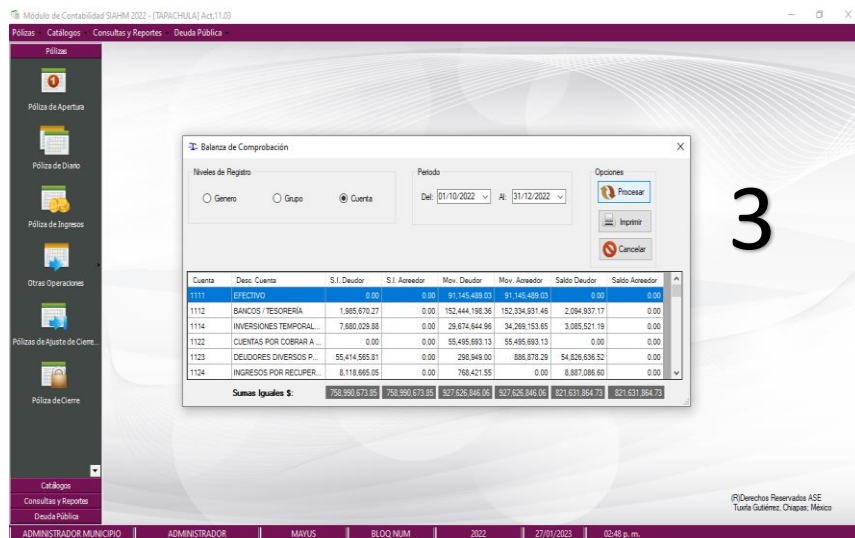 Módulo de Contabilidad SIAHM 2022 - [TAPACHULA] Act.11.03
Pólizas Catálogos Consultas y Reportes Deuda Pública
Pólizas
Póliza de Apertura
Póliza de Diario
Póliza de Ingresos
Otras Operaciones
Pólizas de Ajuste de Cierre...
Póliza de Cierre
Catálogos
Consultas y Reportes
Deuda Pública
Balanza de Comprobación
Niveles de Registro
Genero Grupo Cuenta
Periodo
Del: 01/10/2022 Al: 31/12/2022
Opciones
Procesar
Imprimir
Cancelar
Cuenta Desc. Cuenta S.I. Deudor S.I. Acreedor Mov. Deudor Mov. Acreedor Saldo Deudor Saldo Acreedor
1111 EFECTIVO 0.00 0.00 91,145,489.03 91,145,489.03 0.00 0.00
1112 BANCOS / TESORERÍA 1,985,670.27 0.00 152,444,198.36 152,334,931.46 2,094,937.17 0.00
1114 INVERSIONES TEMPORAL... 7,680,029.88 0.00 29,674,644.96 34,269,153.65 3,085,521.19 0.00
1122 CUENTAS POR COBRAR A ... 0.00 0.00 55,495,693.13 55,495,693.13 0.00 0.00
1123 DEUDORES DIVERSOS P... 55,414,565.81 0.00 298,949.00 886,878.29 54,826,636.52 0.00
1124 INGRESOS POR RECUPER... 8,118,665.05 0.00 768,421.55 0.00 8,887,086.60 0.00
Sumas Iguales $: 758,990,673.85 758,990,673.85 927,626,846.06 927,626,846.06 821,631,864.73 821,631,864.73
3
(R)Derechos Reservados ASE
Tuxtla Gutiérrez, Chiapas; México
ADMINISTRADOR MUNICIPIO ADMINISTRADOR MAYUS BLOQ NUM 2022 27/01/2023 02:48 p. m.